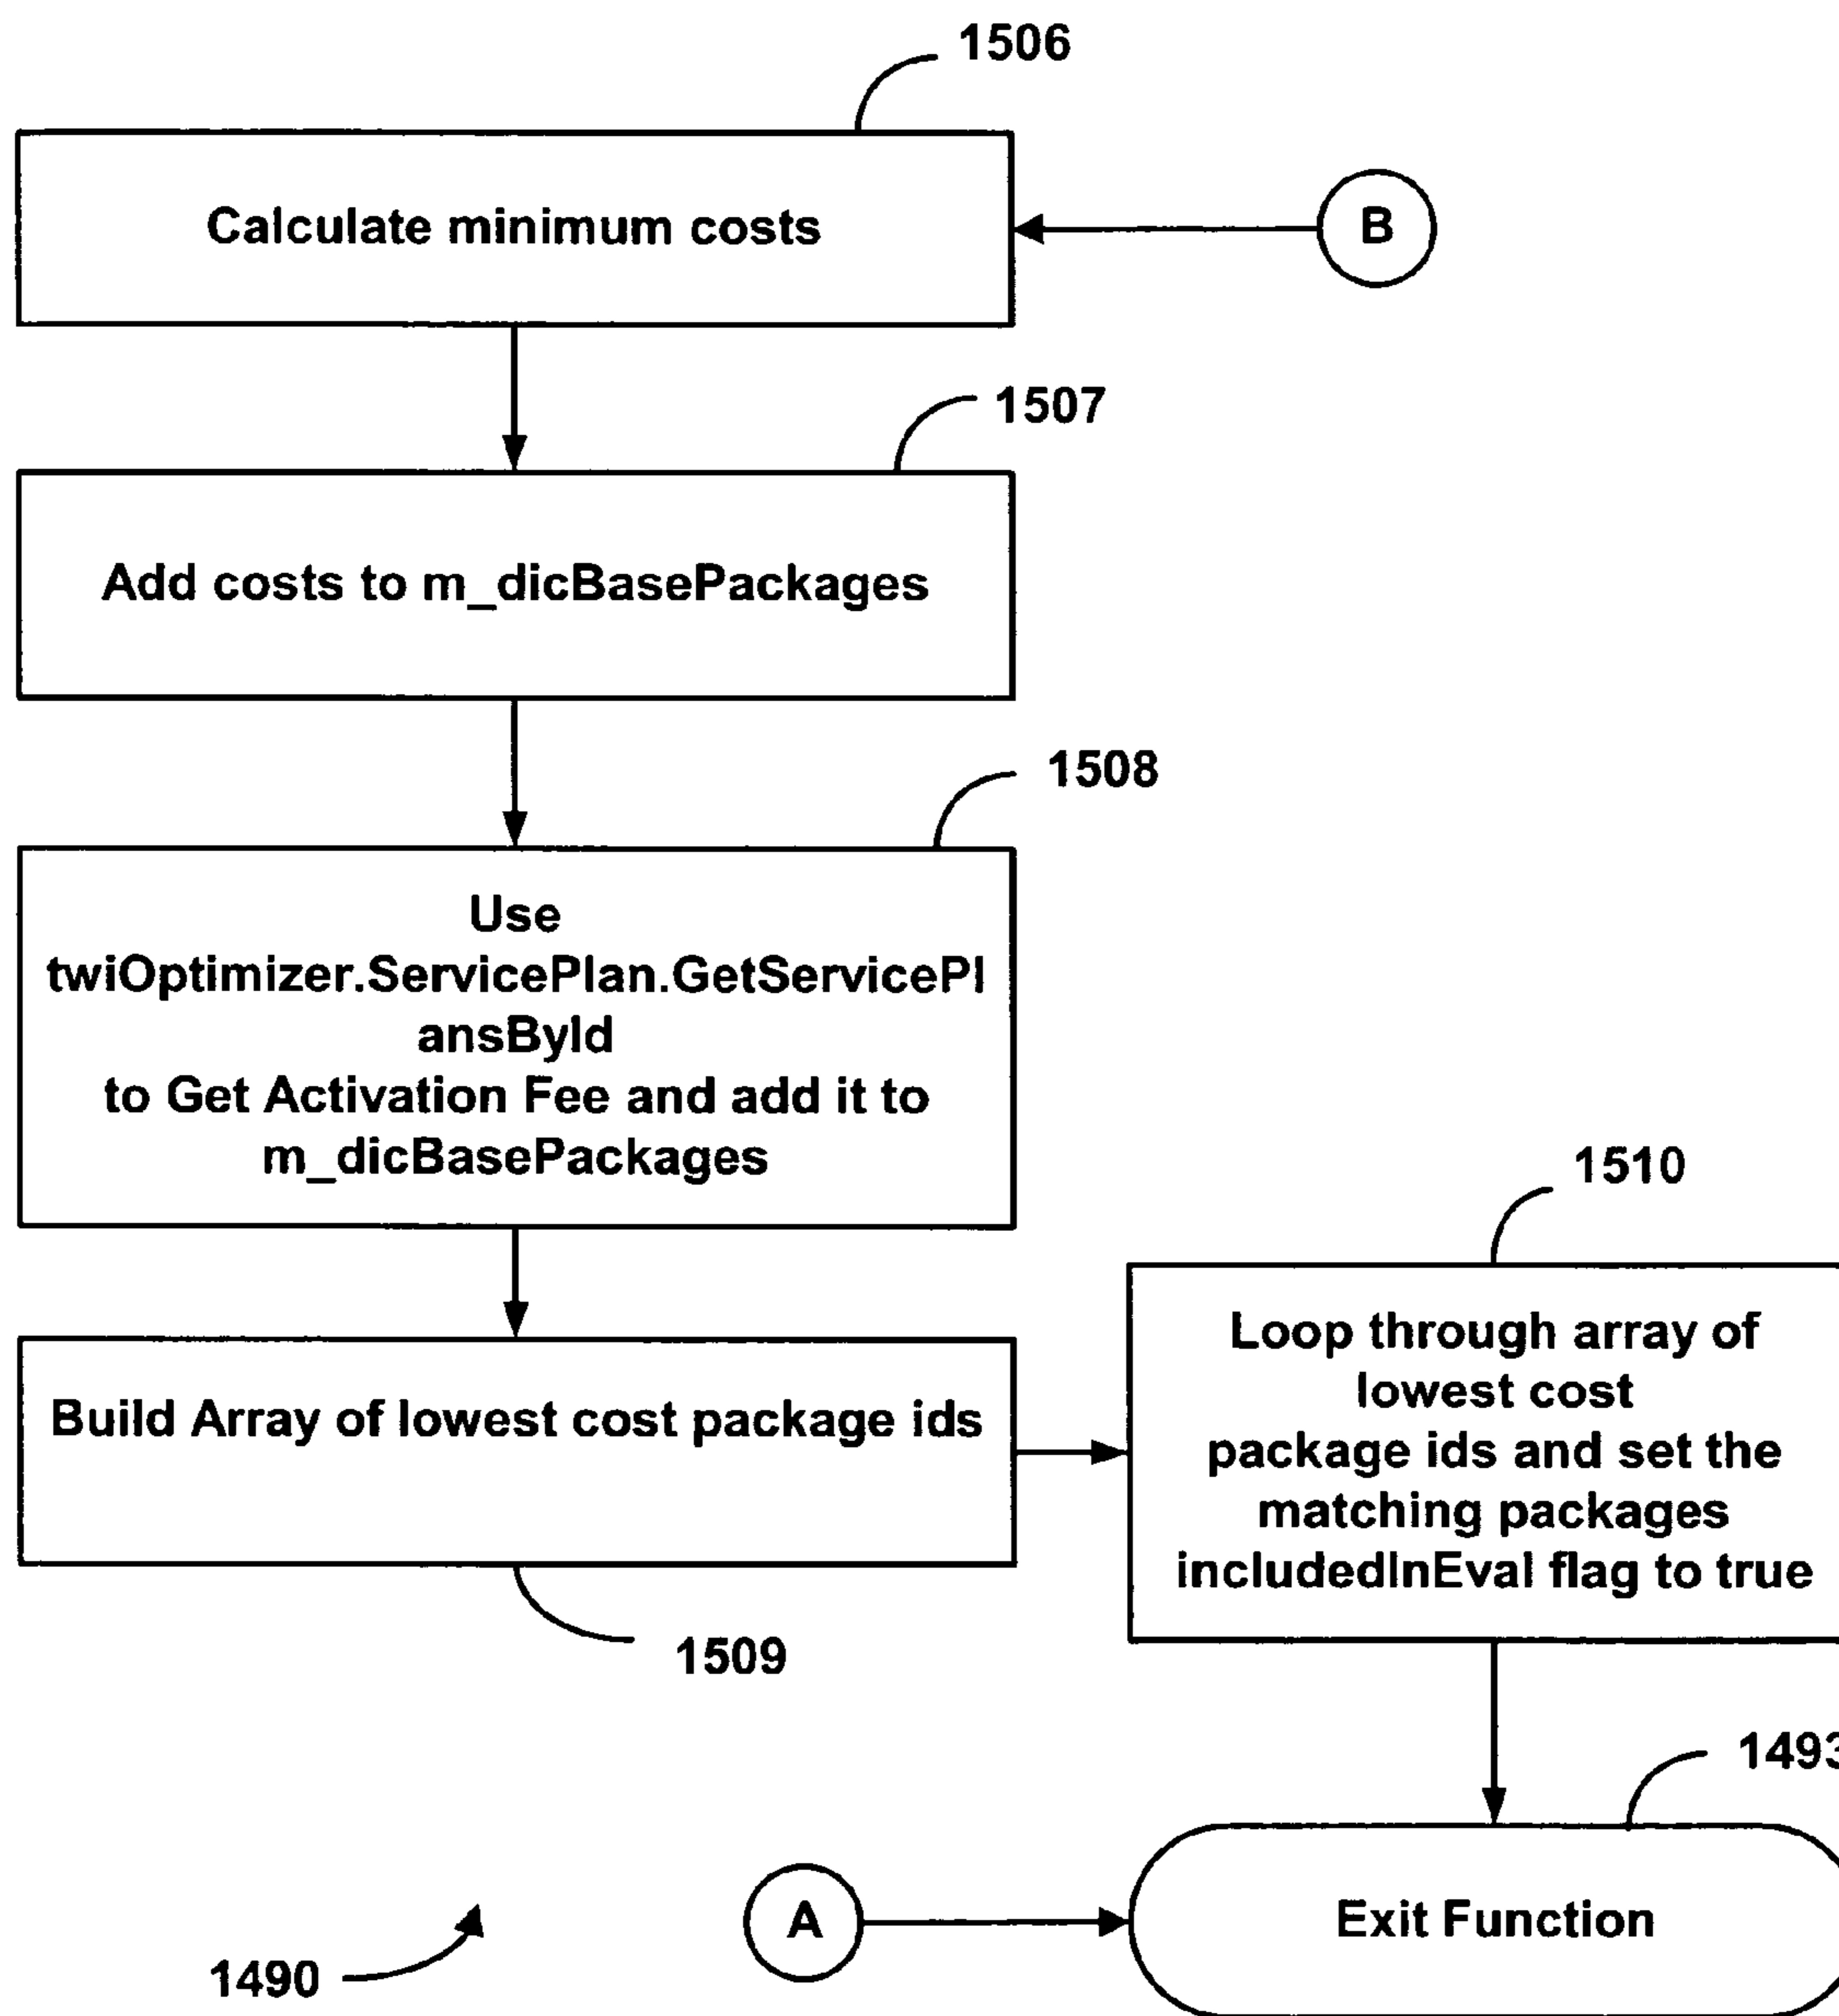 1506
Calculate minimum costs
B
1507
Add costs to m_dicBasePackages
1508
Use
twiOptimizer.ServicePlan.GetServicePl
ansById
to Get Activation Fee and add it to
m_dicBasePackages
1510
Build Array of lowest cost package ids
Loop through array of
lowest cost
package ids and set the
matching packages
includedInEval flag to true
1509
1493
A
Exit Function
1490